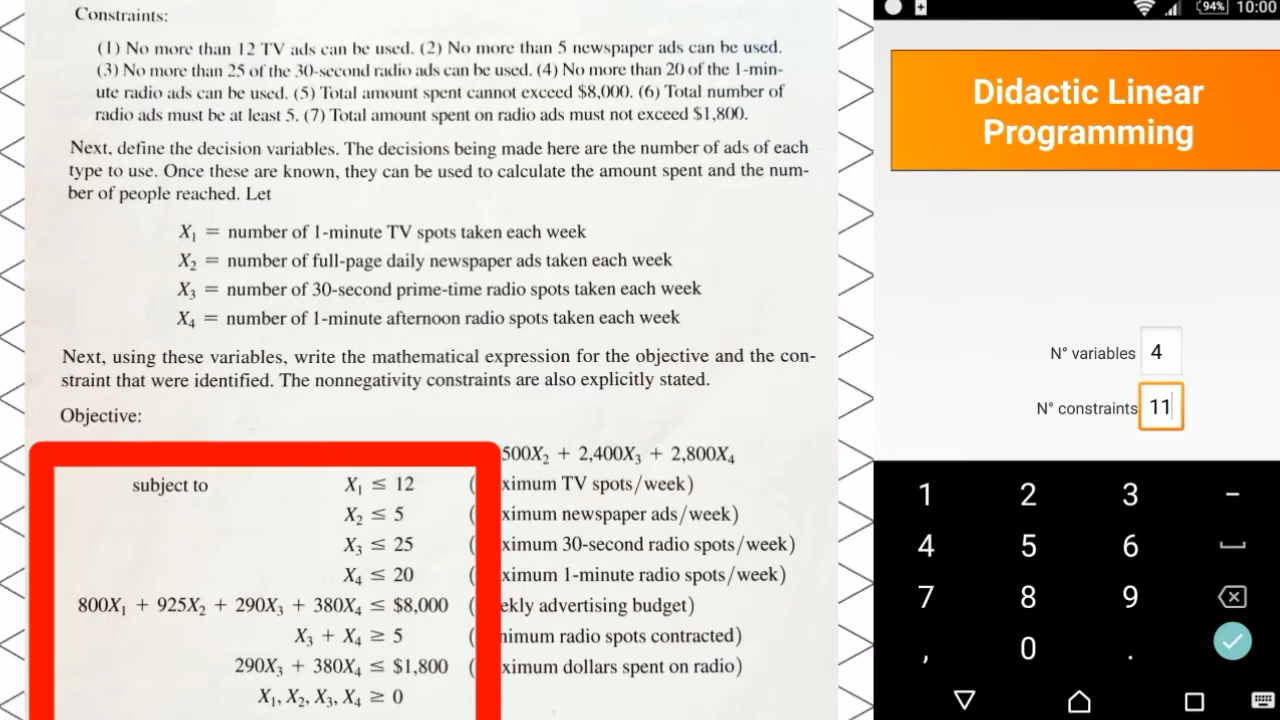 Constraints:
(1) No more than 12 TV ads can be used. (2) No more than 5 newspaper ads can be used.
(3) No more than 25 of the 30-second radio ads can be used. (4) No more than 20 of the 1-min-
ute radio ads can be used. (5) Total amount spent cannot exceed $8,000. (6) Total number of
radio ads must be at least 5. (7) Total amount spent on radio ads must not exceed $1,800.
Next, define the decision variables. The decisions being made here are the number of ads of each
type to use. Once these are known, they can be used to calculate the amount spent and the num-
ber of people reached. Let
X₁ = number of 1-minute TV spots taken each week
X₂ = number of full-page daily newspaper ads taken each week
X₃ = number of 30-second prime-time radio spots taken each week
X₄ = number of 1-minute afternoon radio spots taken each week
Next, using these variables, write the mathematical expression for the objective and the con-
straint that were identified. The nonnegativity constraints are also explicitly stated.
Objective:
500X₂ + 2,400X₃ + 2,800X₄
subject to X₁ ≤ 12 ( ximum TV spots/week)
X₂ ≤ 5 ( ximum newspaper ads/week)
X₃ ≤ 25 ( ximum 30-second radio spots/week)
X₄ ≤ 20 ( ximum 1-minute radio spots/week)
800X₁ + 925X₂ + 290X₃ + 380X₄ ≤ $8,000 ( ekly advertising budget)
X₃ + X₄ ≥ 5 ( nimum radio spots contracted)
290X₃ + 380X₄ ≤ $1,800 ( ximum dollars spent on radio)
X₁, X₂, X₃, X₄ ≥ 0
94% 10:00
Didactic Linear
Programming
N° variables 4
N° constraints 11
1 2 3 -
4 5 6
7 8 9
, 0 .